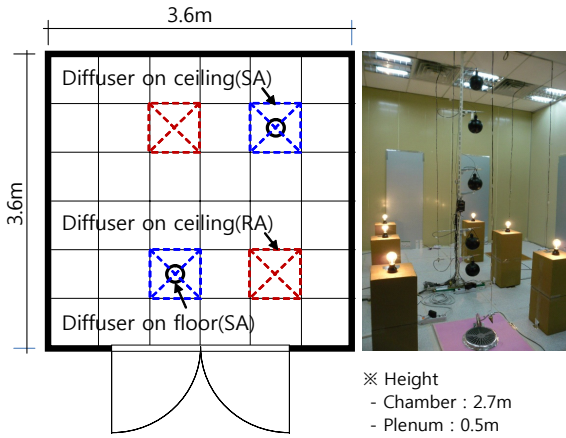 3.6m
Diffuser on ceiling(SA)
3.6m
Diffuser on ceiling(RA)
Diffuser on floor(SA)
※ Height
- Chamber : 2.7m
- Plenum : 0.5m